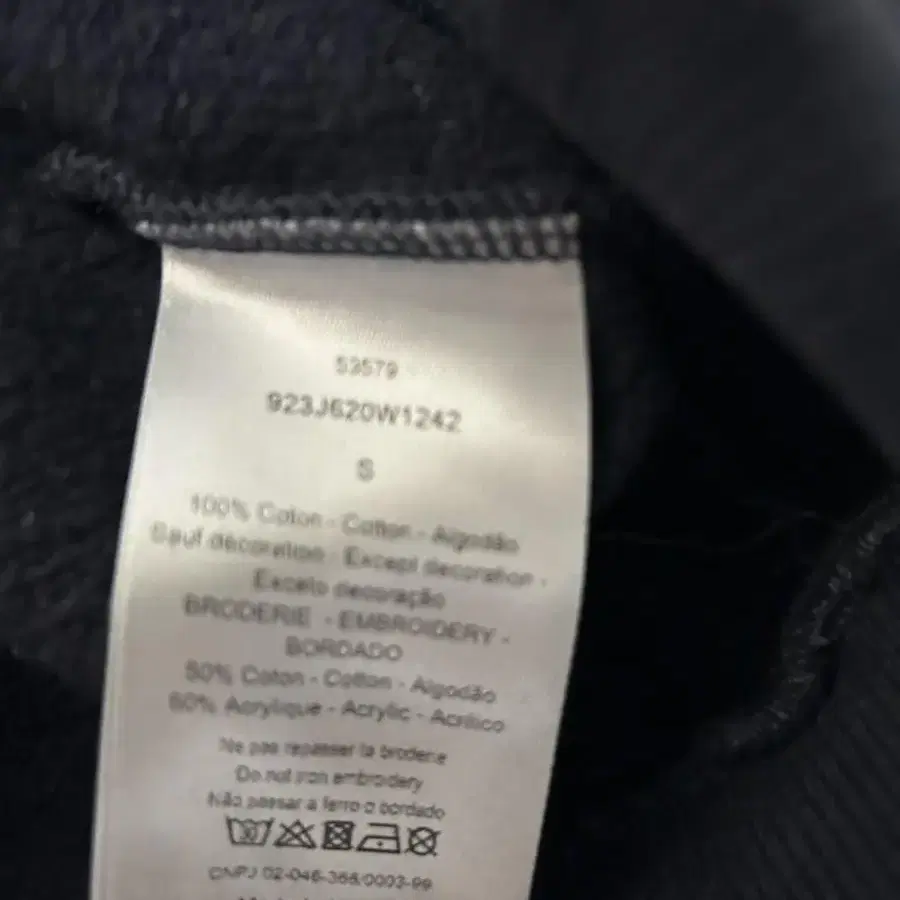 53579
923J620W1242
S
100% Coton - Cotton - Algodão
Sauf décoration - Except decoration -
Exceto decoração
BRODERIE - EMBROIDERY -
BORDADO
50% Coton - Cotton - Algodão
50% Acrylique - Acrylic - Acrílico
Ne pas repasser la broderie
Do not iron embroidery
Não passar a ferro o bordado
CNPJ 02-046-366/0003-99